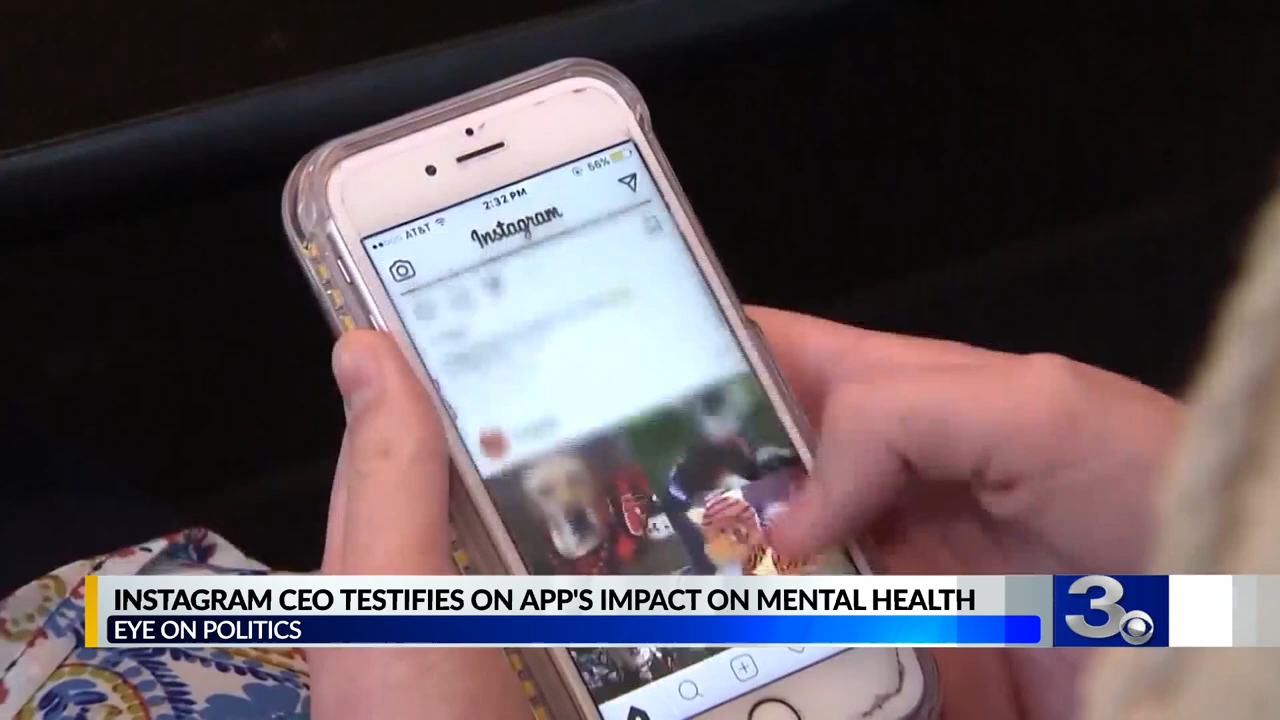 56%
2:32 PM
AT&T
Instagram
INSTAGRAM CEO TESTIFIES ON APP'S IMPACT ON MENTAL HEALTH
EYE ON POLITICS
3